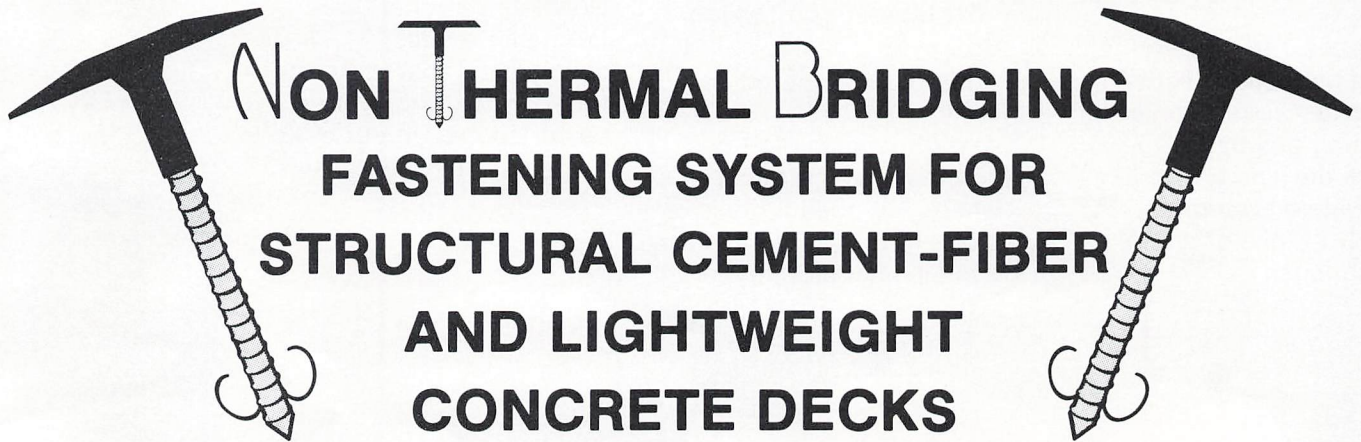 NON THERMAL BRIDGING
FASTENING SYSTEM FOR
STRUCTURAL CEMENT-FIBER
AND LIGHTWEIGHT
CONCRETE DECKS